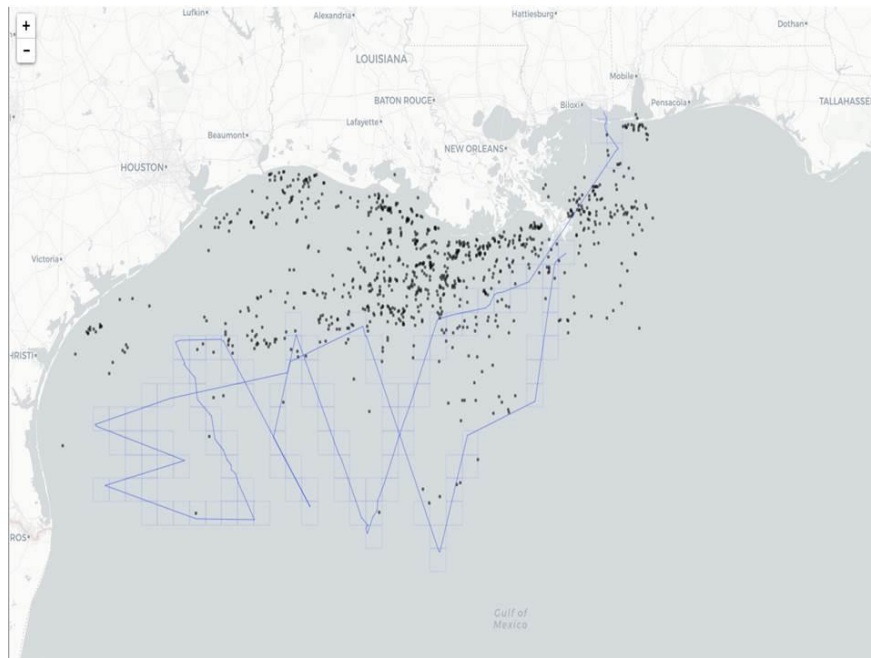 +
−
Lufkin
Alexandria
Hattiesburg
Dothan
LOUISIANA
Mobile
BATON ROUGE
Biloxi
Pensacola
TALLAHASSE
Lafayette
Beaumont
NEW ORLEANS
HOUSTON
Victoria
HRISTI
ROS
Gulf of
Mexico